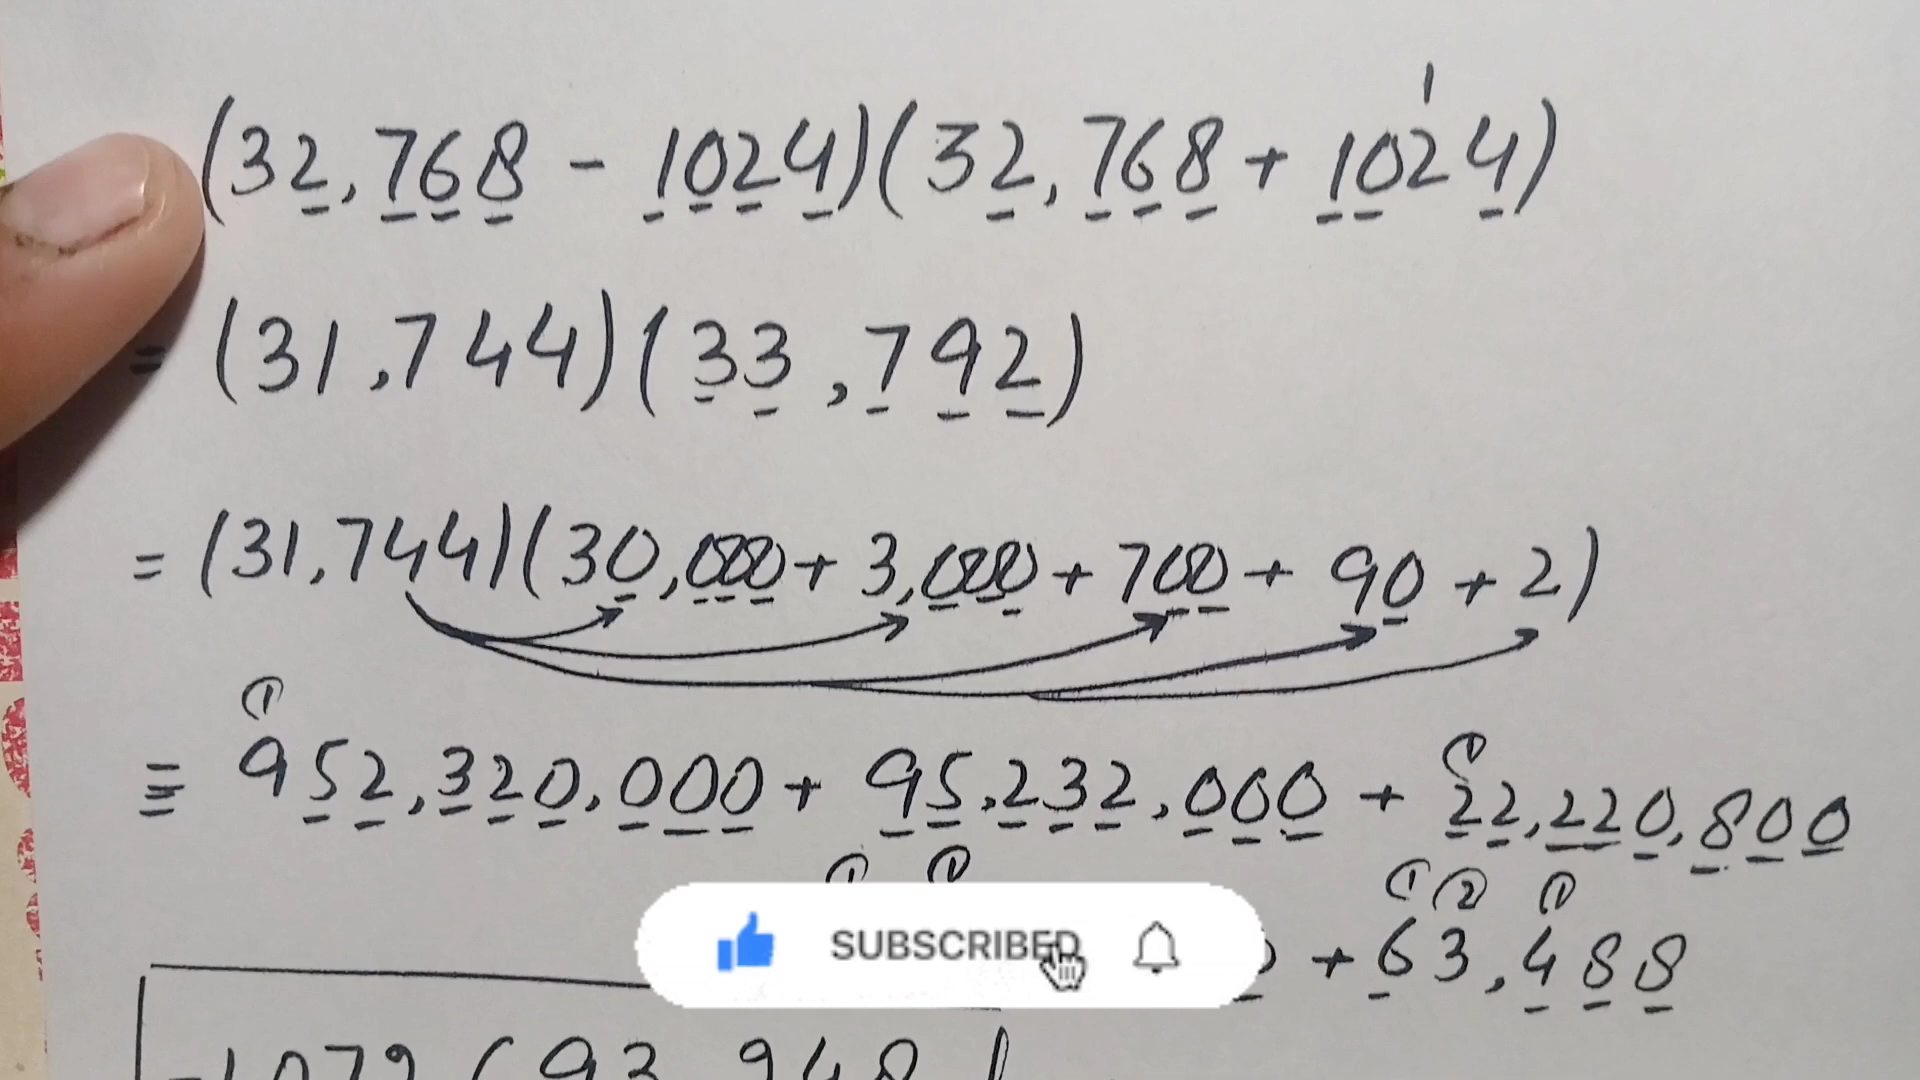 (32,768 - 1024)(32,768 + 1024)
= (31,744)(33,792)
= (31,744)(30,000 + 3,000 + 700 + 90 + 2)
= 952,320,000 + 95,232,000 + 22,220,800
+ 63,488
SUBSCRIBED